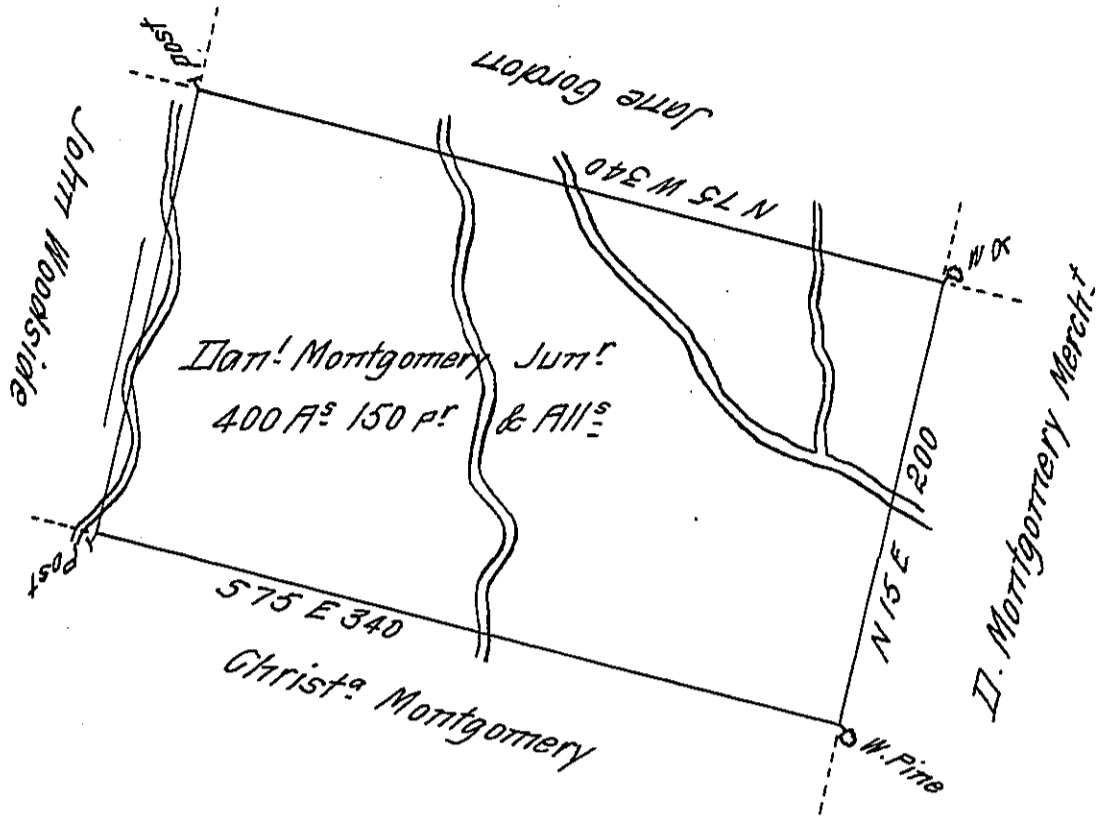 Post
Jane Gordon
N 75 W 340
W O
John Woodside
Danl Montgomery Junr
400 As 150 pr & Alls
D. Montgomery Mercht
N 15 E 200
Post
S 75 E 340
Christa Montgomery
W. Pine